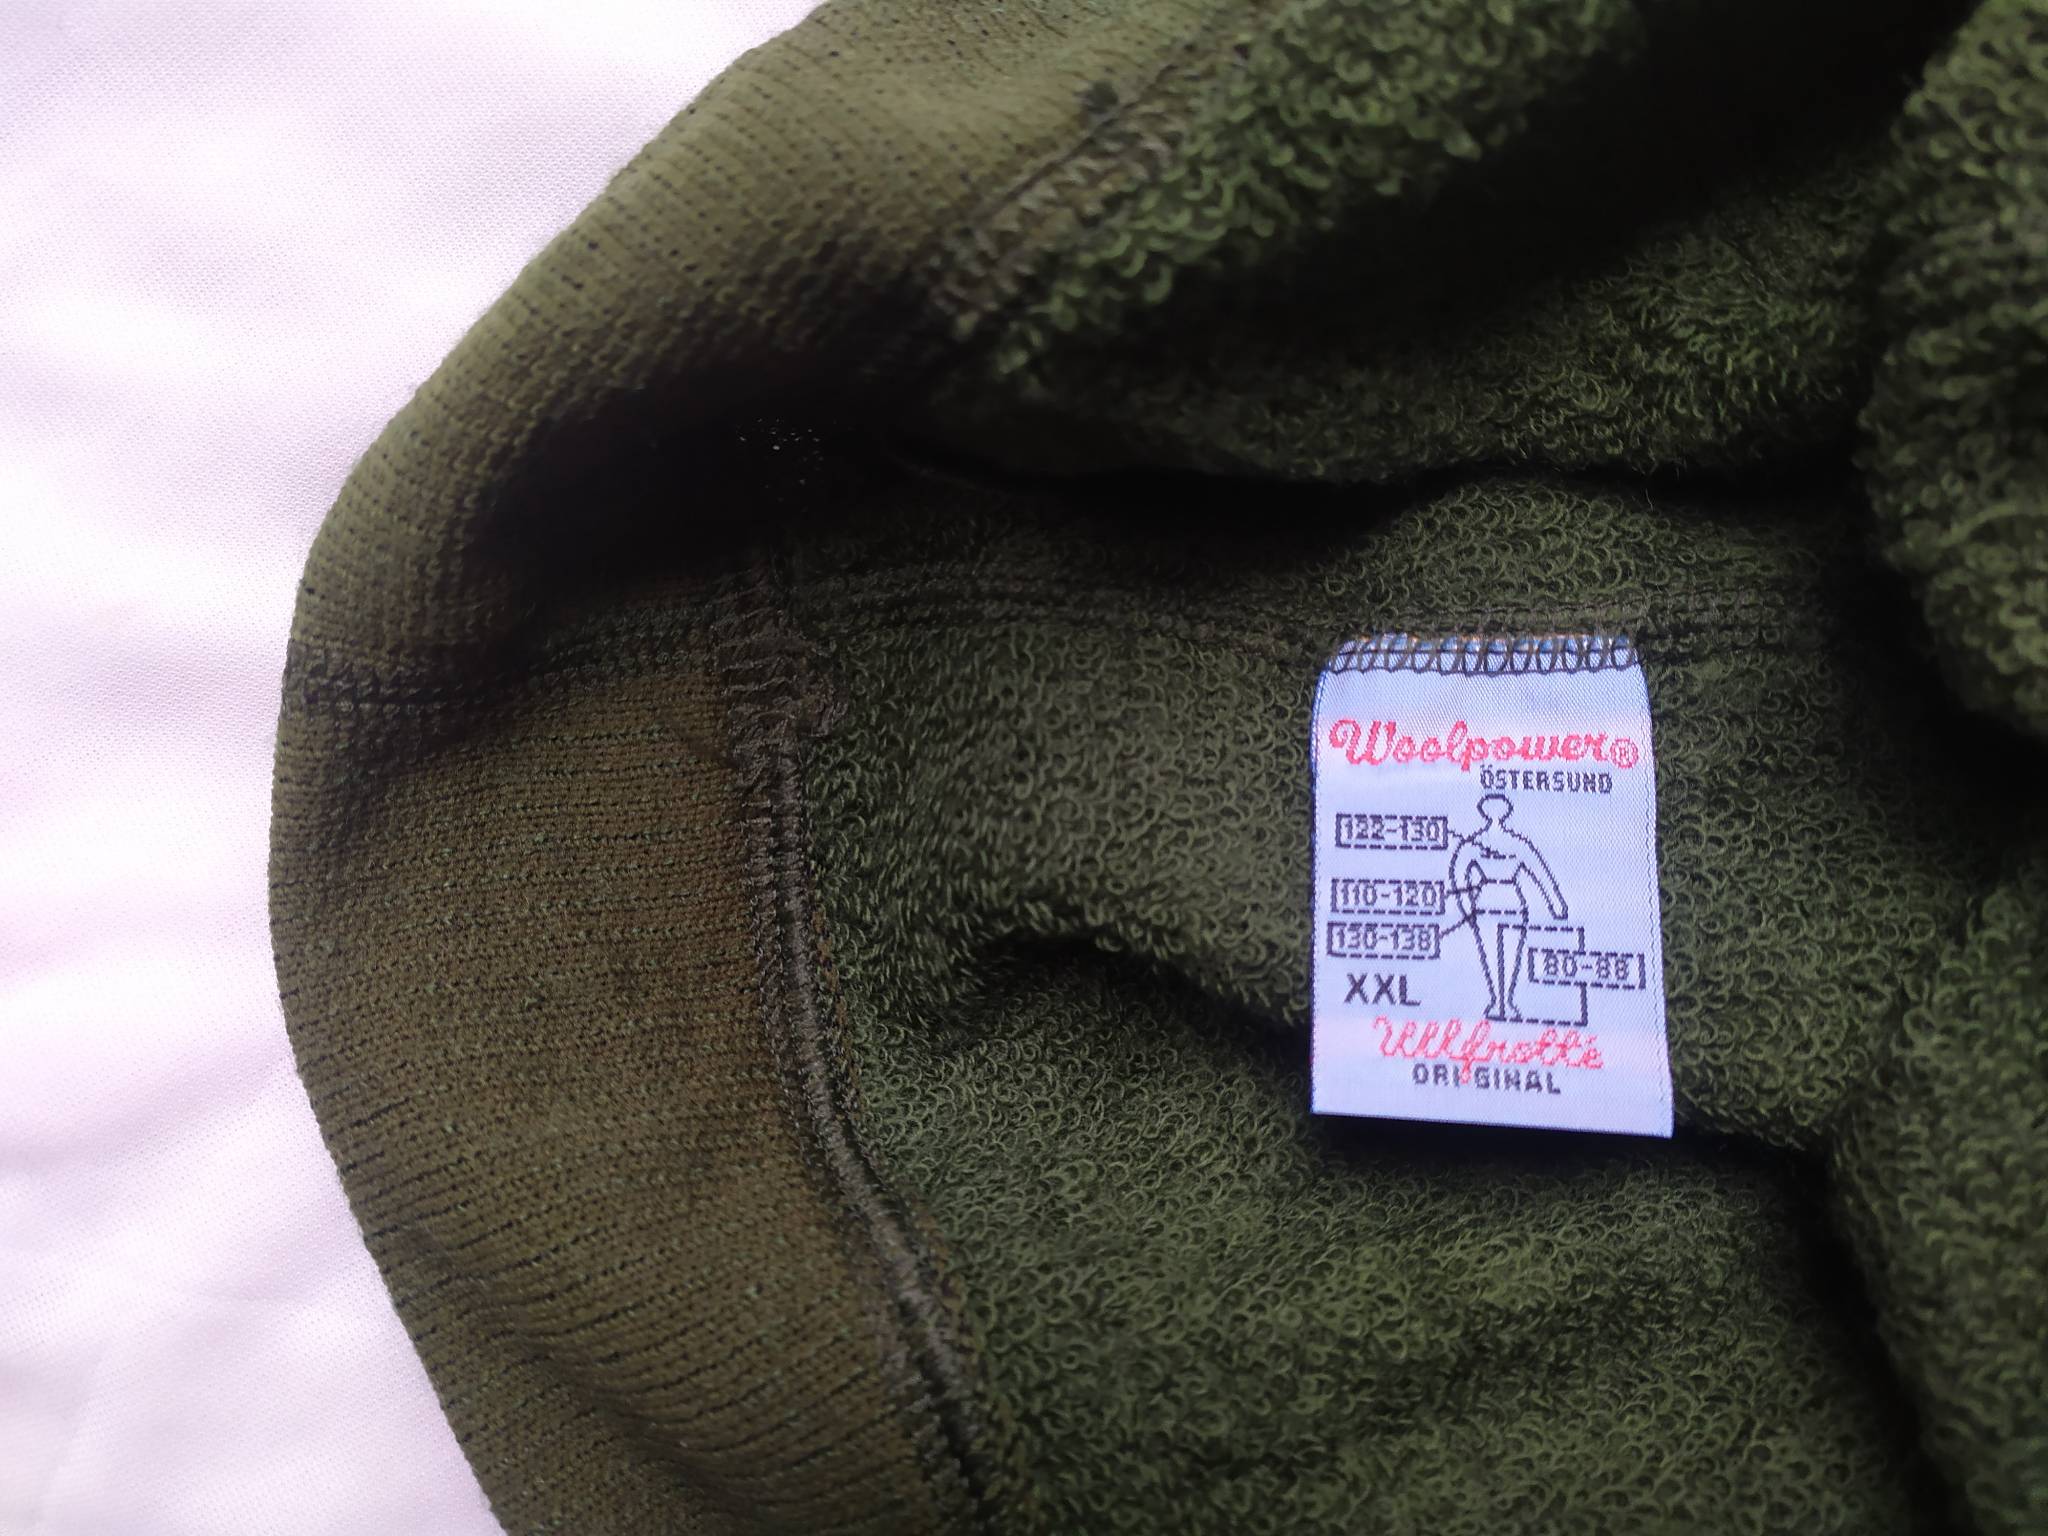 Woolpower®
ÖSTERSUND
122-130
110-120
130-138
80-88
XXL
Ullfrotté
ORIGINAL